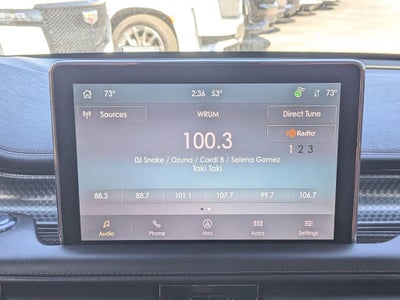 73° 2:36 53° 73°
Sources WRUM Direct Tune
100.3
HD Radio
1 2 3
DJ Snake / Ozuna / Cardi B / Selena Gomez
Taki Taki
88.3 88.7 101.1 107.7 99.7 106.7
Audio Phone Nav Apps Settings